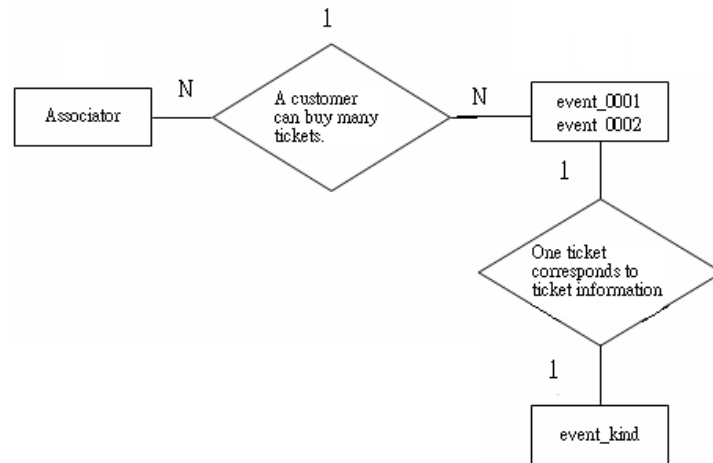 1
N
N
Associator
A customer
can buy many
tickets.
event_0001
event_0002
1
One ticket
corresponds to
ticket information
1
event_kind